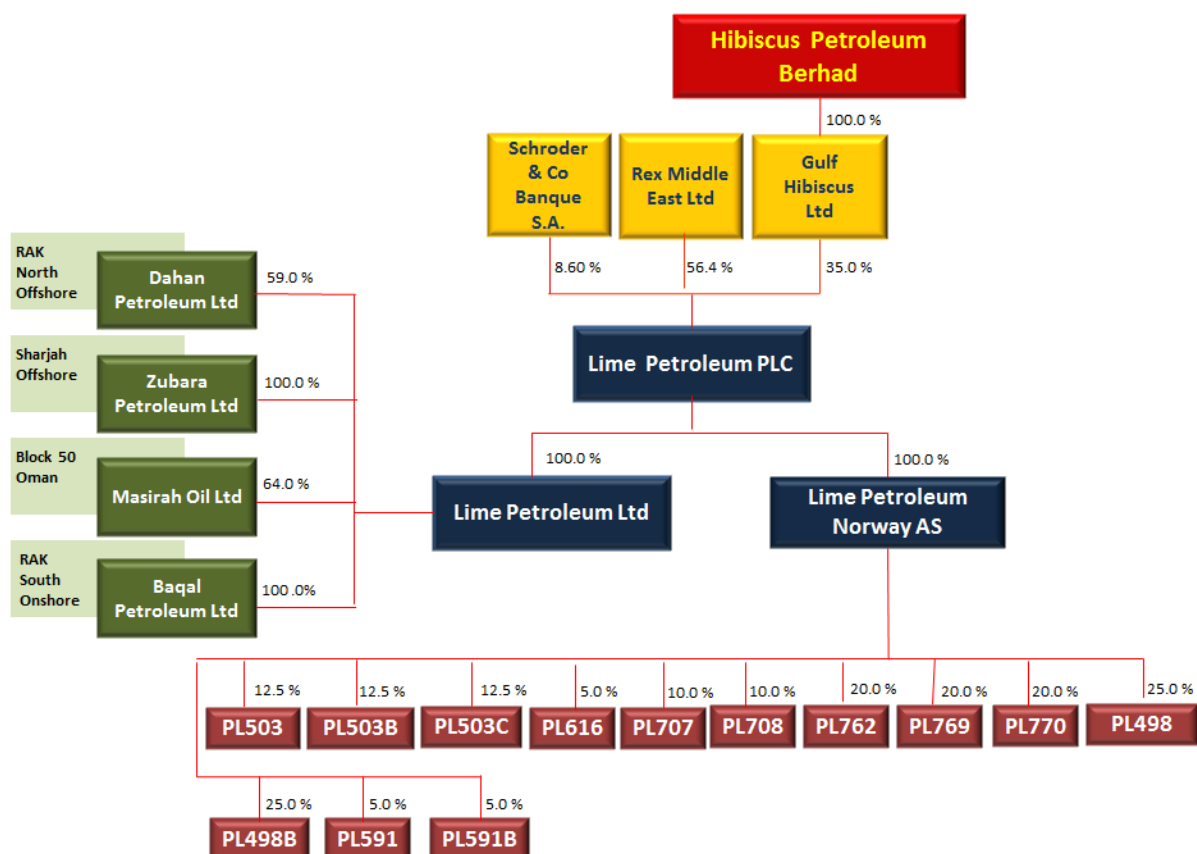 Hibiscus Petroleum
Berhad
100.0 %
Schroder
& Co
Banque
S.A.
Rex Middle
East Ltd
Gulf
Hibiscus
Ltd
8.60 %
56.4 %
35.0 %
Lime Petroleum PLC
100.0 %
100.0 %
Lime Petroleum Ltd
Lime Petroleum
Norway AS
RAK
North
Offshore
Dahan
Petroleum Ltd
59.0 %
Sharjah
Offshore
Zubara
Petroleum Ltd
100.0 %
Block 50
Oman
Masirah Oil Ltd
64.0 %
RAK
South
Onshore
Baqal
Petroleum Ltd
100 .0%
12.5 %
12.5 %
12.5 %
5.0 %
10.0 %
10.0 %
20.0 %
20.0 %
20.0 %
25.0 %
PL503
PL503B
PL503C
PL616
PL707
PL708
PL762
PL769
PL770
PL498
25.0 %
5.0 %
5.0 %
PL498B
PL591
PL591B